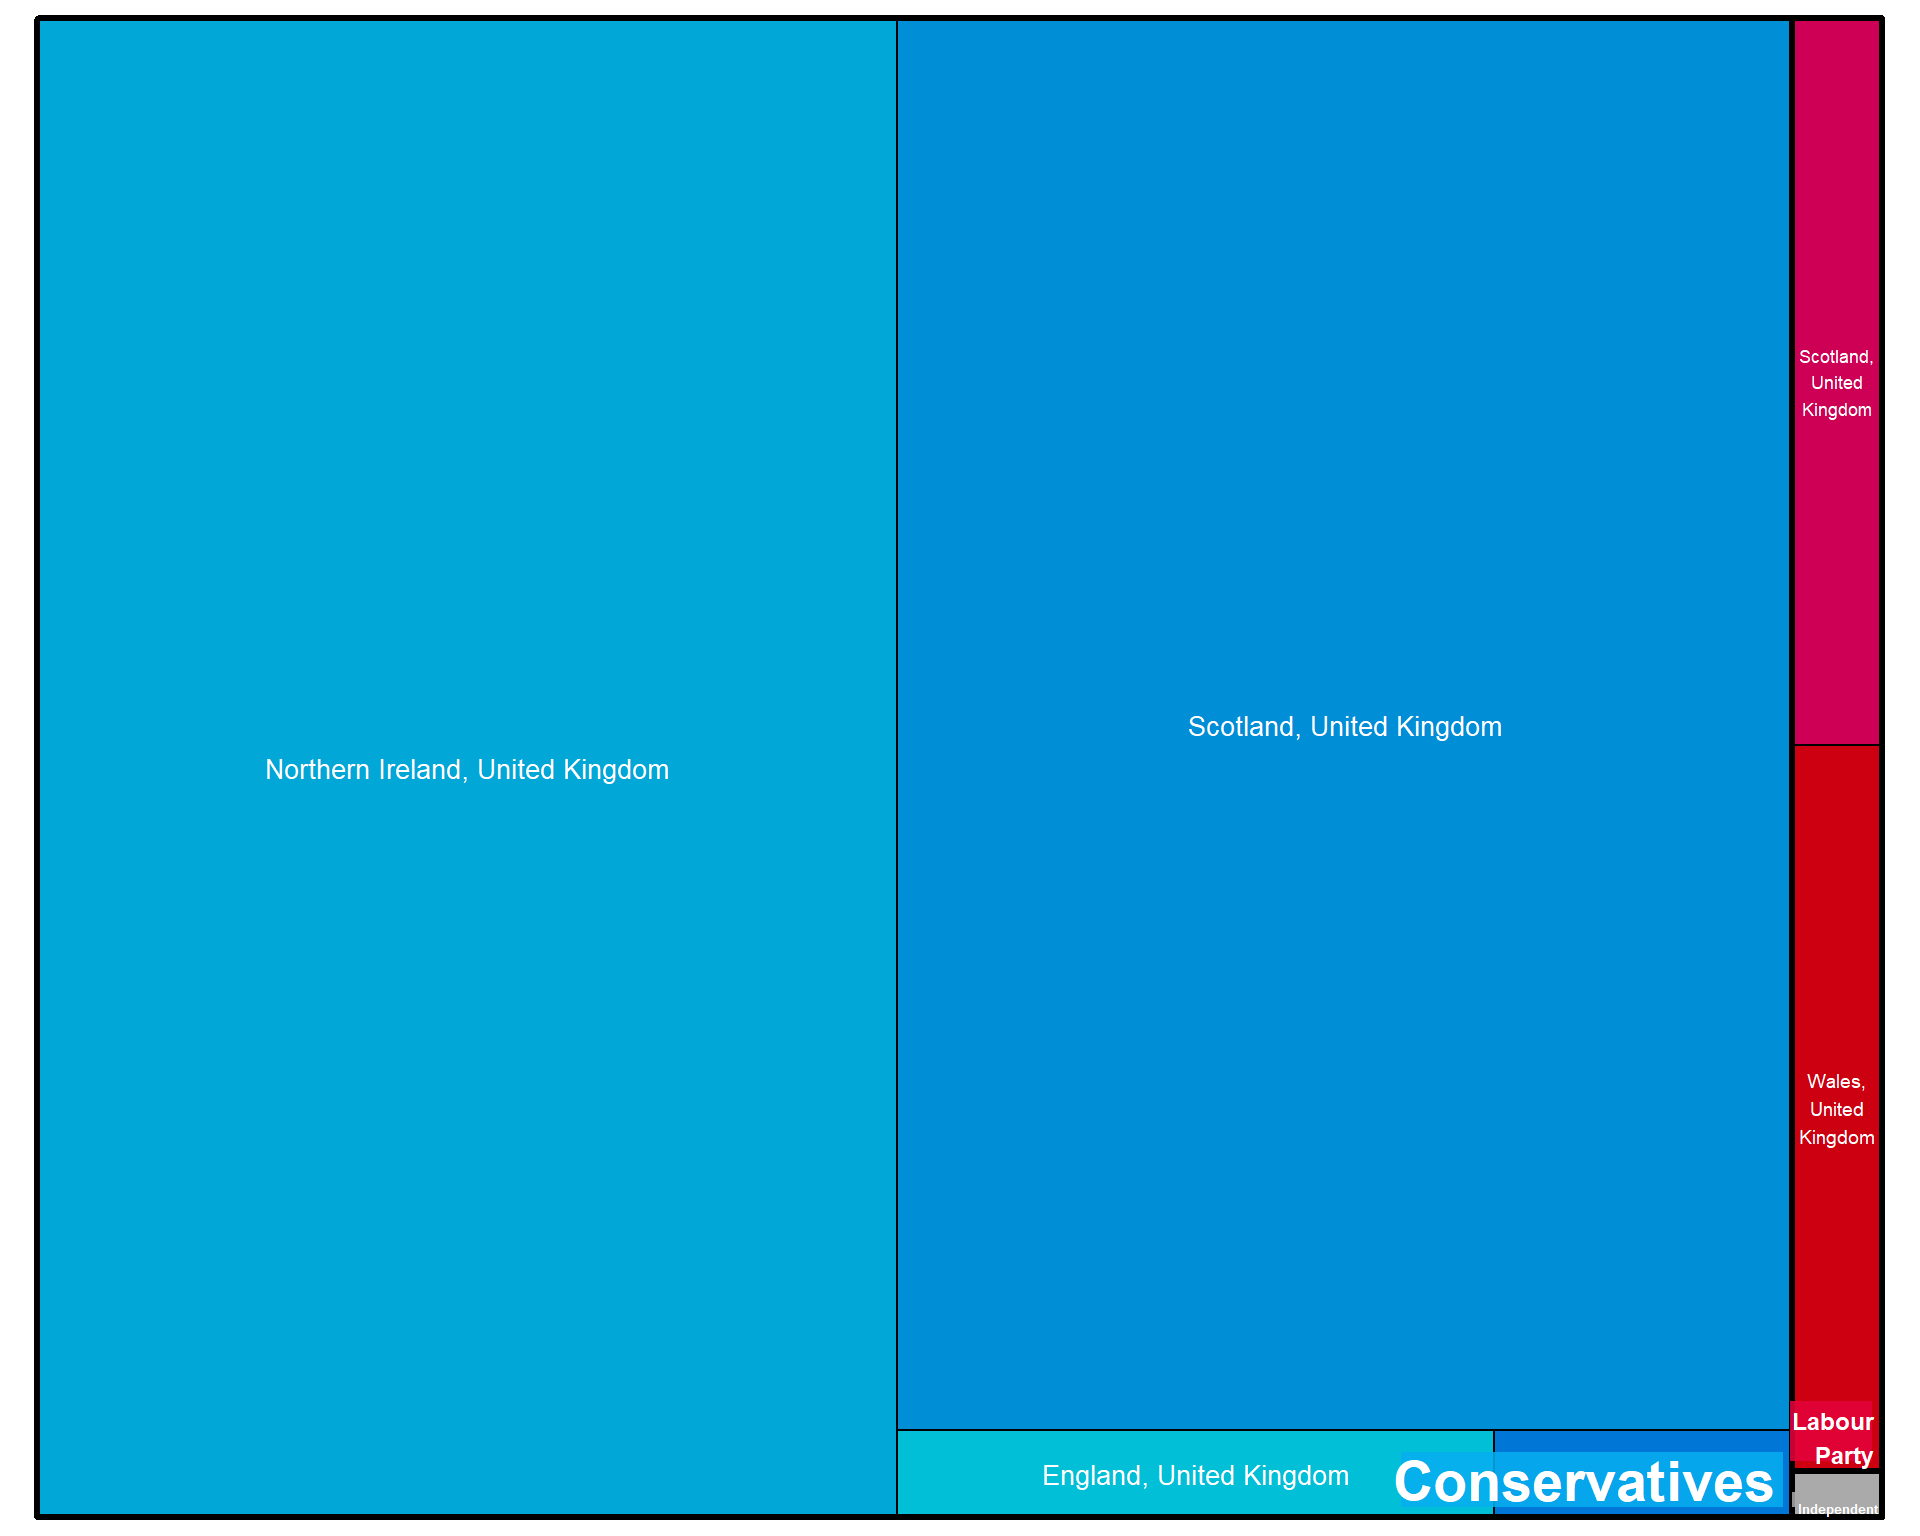 Northern Ireland, United Kingdom
Scotland, United Kingdom
England, United Kingdom
Conservatives
Scotland,
United
Kingdom
Wales,
United
Kingdom
Labour
Party
Independent